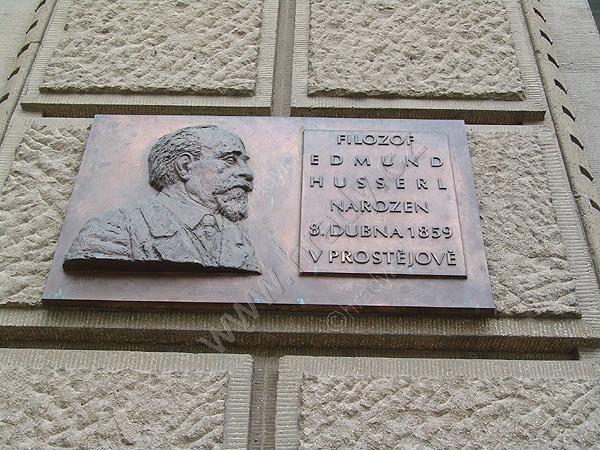 FILOZOF
EDMUND
HUSSERL
NAROZEN
8. DUBNA 1859
V PROSTĚJOVĚ